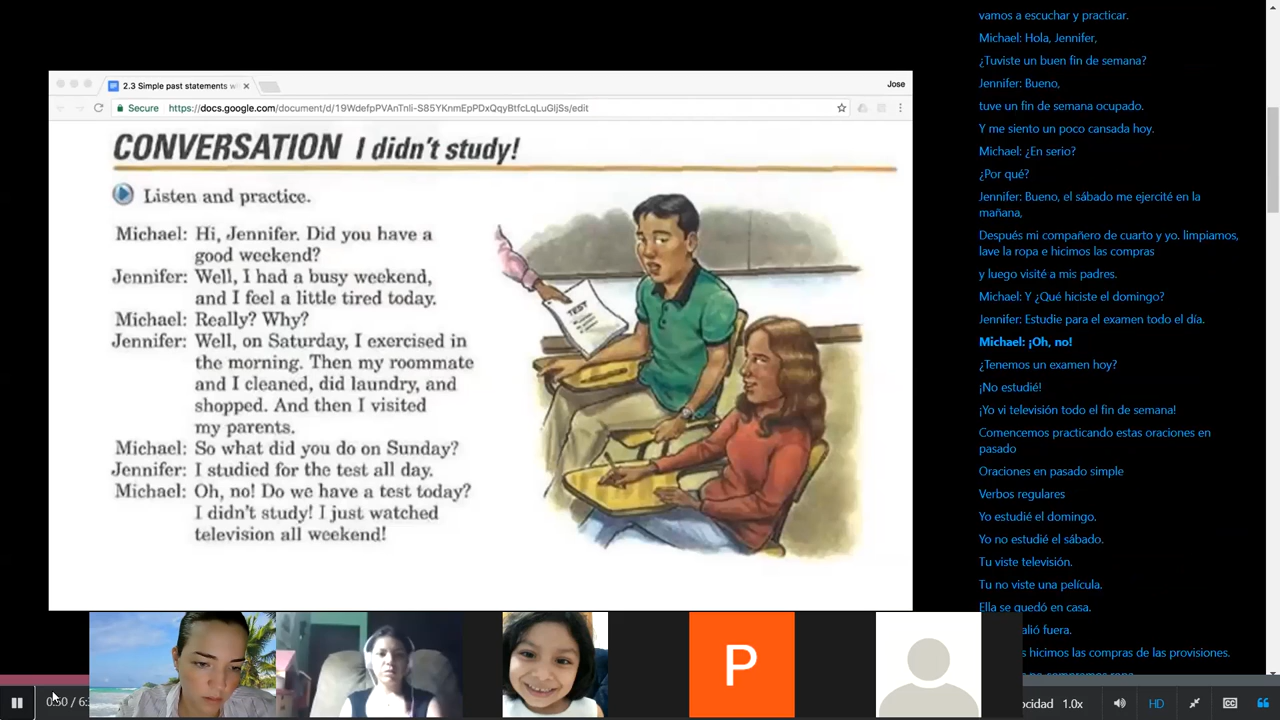 2.3 Simple past statements w
Jose
Secure
https://docs.google.com/document/d/19WdefpPVAnTnli-S85YKnmEpPDxQqyBtfcLqLuGljSs/edit
CONVERSATION I didn't study!
Listen and practice.
Michael: Hi, Jennifer. Did you have a
good weekend?
Jennifer: Well, I had a busy weekend,
and I feel a little tired today.
Michael: Really? Why?
Jennifer: Well, on Saturday, I exercised in
the morning. Then my roommate
and I cleaned, did laundry, and
shopped. And then I visited
my parents.
Michael: So what did you do on Sunday?
Jennifer: I studied for the test all day.
Michael: Oh, no! Do we have a test today?
I didn't study! I just watched
television all weekend!
TEST
vamos a escuchar y practicar.
Michael: Hola, Jennifer,
¿Tuviste un buen fin de semana?
Jennifer: Bueno,
tuve un fin de semana ocupado.
Y me siento un poco cansada hoy.
Michael: ¿En serio?
¿Por qué?
Jennifer: Bueno, el sábado me ejercité en la
mañana,
Después mi compañero de cuarto y yo. limpiamos,
lave la ropa e hicimos las compras
y luego visité a mis padres.
Michael: Y ¿Qué hiciste el domingo?
Jennifer: Estudie para el examen todo el día.
Michael: ¡Oh, no!
¿Tenemos un examen hoy?
¡No estudié!
¡Yo vi televisión todo el fin de semana!
Comencemos practicando estas oraciones en
pasado
Oraciones en pasado simple
Verbos regulares
Yo estudié el domingo.
Yo no estudié el sábado.
Tu viste televisión.
Tu no viste una película.
Ella se quedó en casa.
fuera.
hicimos las compras de las provisiones.
P
0:50 / 6:
1.0x
HD